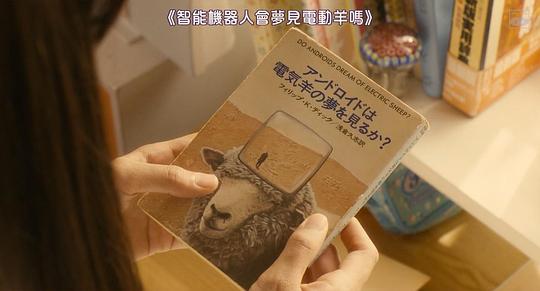 《智能機器人會夢見電動羊嗎》
DO ANDROIDS DREAM OF ELECTRIC SHEEP?
アンドロイドは
電気羊の夢を見るか?
フィリップ・K・ディック/浅倉久志訳